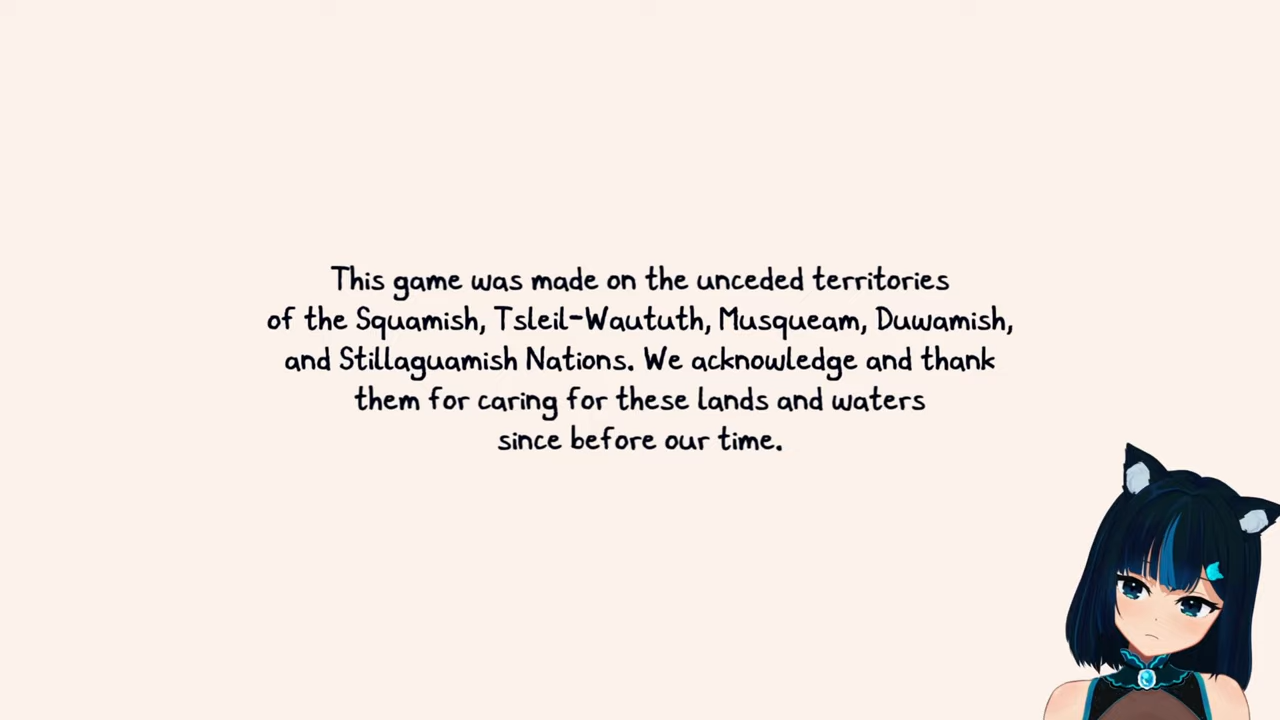 This game was made on the unceded territories
of the Squamish, Tsleil-Waututh, Musqueam, Duwamish,
and Stillaguamish Nations. We acknowledge and thank
them for caring for these lands and waters
since before our time.